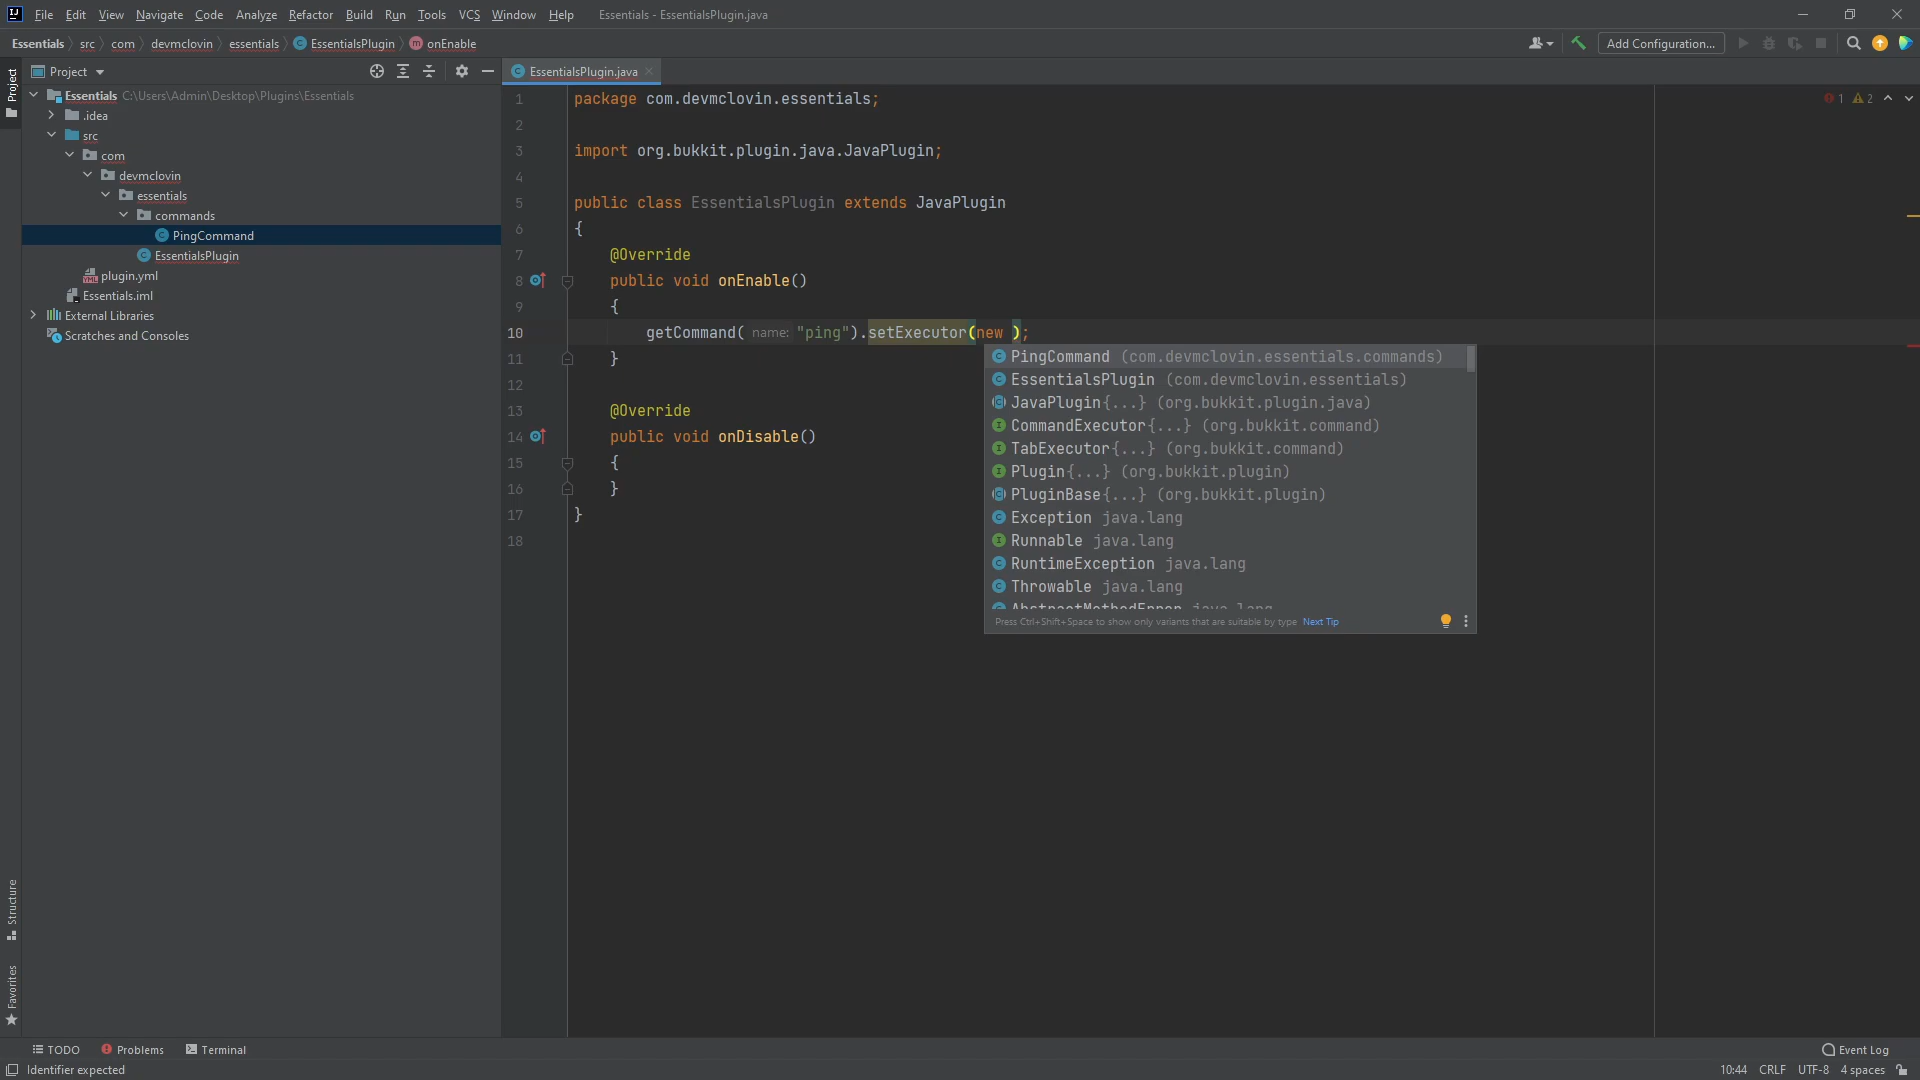 File Edit View Navigate Code Analyze Refactor Build Run Tools VCS Window Help Essentials - EssentialsPlugin.java
Essentials src com devmclovin essentials EssentialsPlugin onEnable Add Configuration...
Project
EssentialsPlugin.java
Project
Essentials C:\Users\Admin\Desktop\Plugins\Essentials
.idea
src
com
devmclovin
essentials
commands
PingCommand
EssentialsPlugin
plugin.yml
Essentials.iml
External Libraries
Scratches and Consoles
1 package com.devmclovin.essentials;
1 2
2
3 import org.bukkit.plugin.java.JavaPlugin;
4
5 public class EssentialsPlugin extends JavaPlugin
6 {
7 @Override
8 public void onEnable()
9 {
10 getCommand( name: "ping").setExecutor(new );
11 }
12
13 @Override
14 public void onDisable()
15 {
16 }
17 }
18
PingCommand (com.devmclovin.essentials.commands)
EssentialsPlugin (com.devmclovin.essentials)
JavaPlugin{...} (org.bukkit.plugin.java)
CommandExecutor{...} (org.bukkit.command)
TabExecutor{...} (org.bukkit.command)
Plugin{...} (org.bukkit.plugin)
PluginBase{...} (org.bukkit.plugin)
Exception java.lang
Runnable java.lang
RuntimeException java.lang
Throwable java.lang
AbstractMethodError java.lang
Press Ctrl+Shift+Space to show only variants that are suitable by type Next Tip
Structure
Favorites
TODO Problems Terminal Event Log
Identifier expected 10:44 CRLF UTF-8 4 spaces